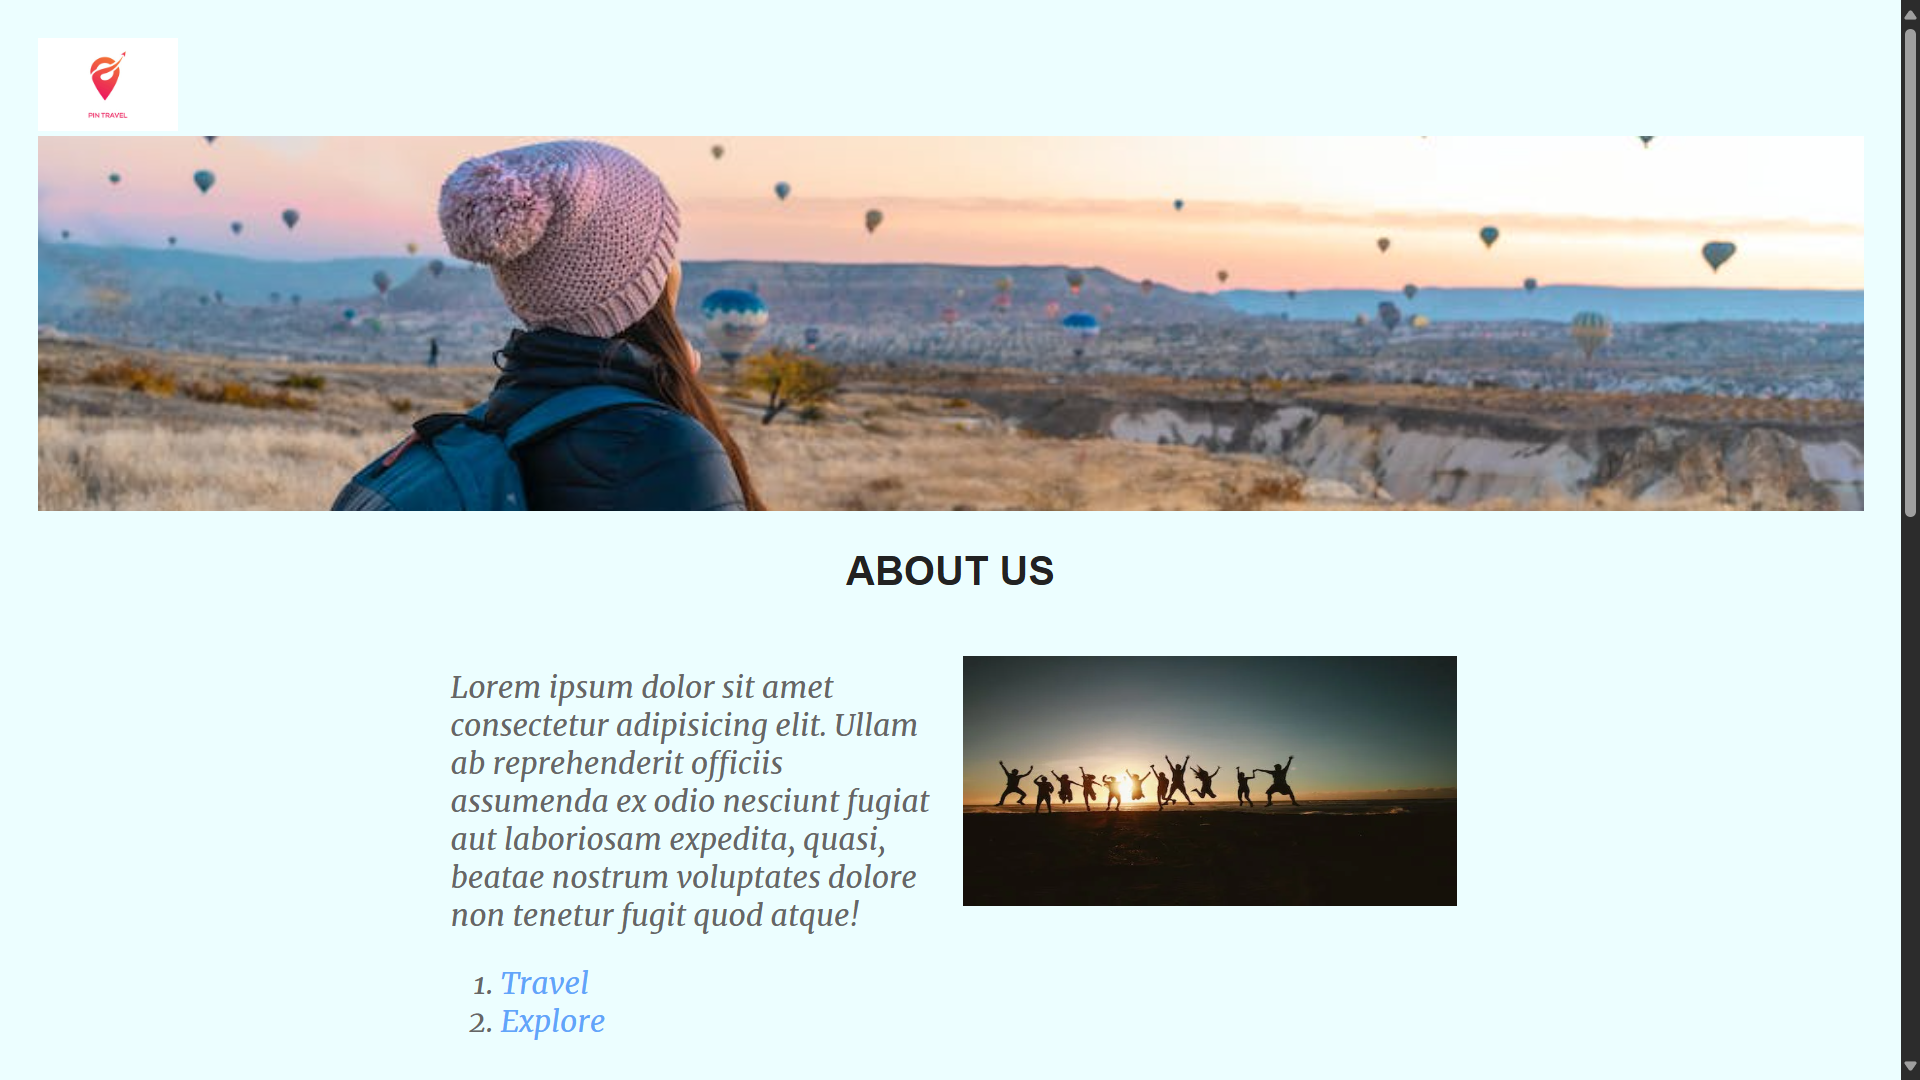 PIN TRAVEL
ABOUT US
Lorem ipsum dolor sit amet
consectetur adipisicing elit. Ullam
ab reprehenderit officiis
assumenda ex odio nesciunt fugiat
aut laboriosam expedita, quasi,
beatae nostrum voluptates dolore
non tenetur fugit quod atque!
1. Travel
2. Explore